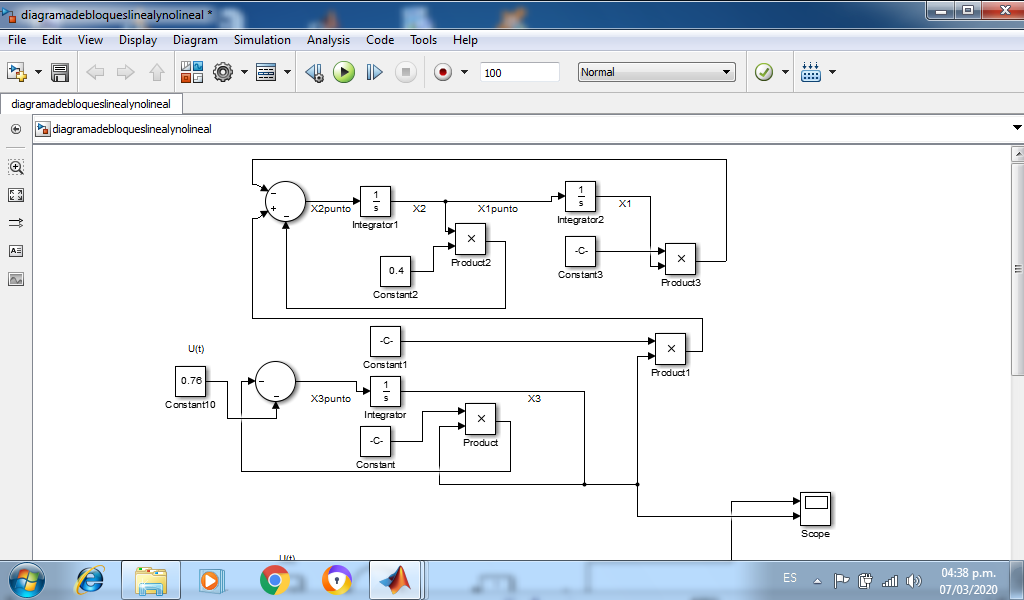 diagramadebloqueslinealynolineal *
File Edit View Display Diagram Simulation Analysis Code Tools Help
100
Normal
diagramadebloqueslinealynolineal
diagramadebloqueslinealynolineal
X2punto
1
s
Integrator1
X2
X1punto
1
s
Integrator2
X1
×
Product2
0.4
Constant2
-C-
Constant3
×
Product3
-C-
Constant1
×
Product1
U(t)
0.76
Constant10
X3punto
1
s
Integrator
X3
-C-
Constant
×
Product
Scope
U(t)
ES
04:38 p.m.
07/03/2020